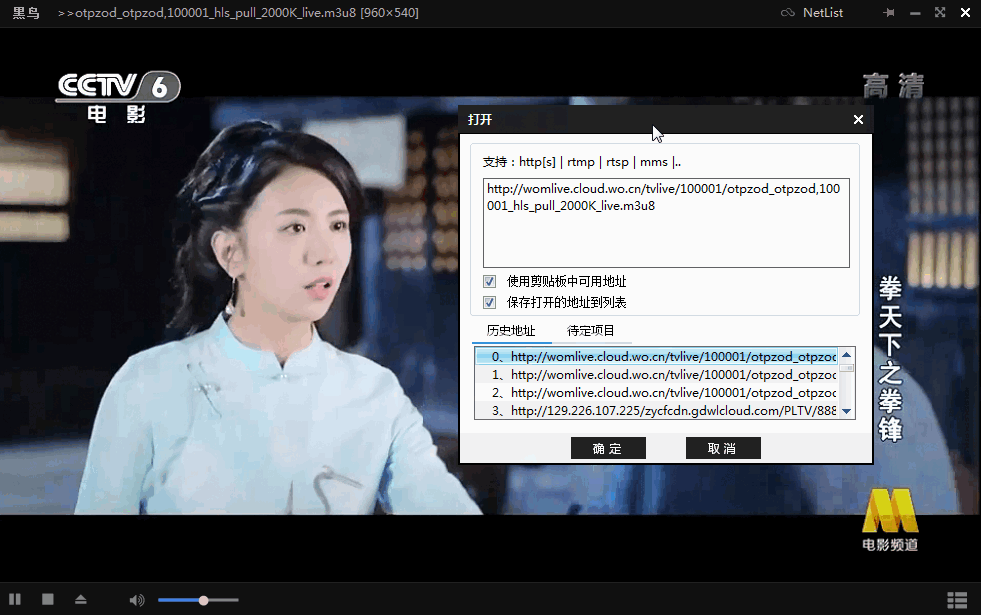 黑鸟 >>otpzod_otpzod,100001_hls_pull_2000K_live.m3u8 [960×540] NetList
CCTV 6
电 影
高清
打开
支持：http[s] | rtmp | rtsp | mms |..
http://womlive.cloud.wo.cn/tvlive/100001/otpzod_otpzod,100
001_hls_pull_2000K_live.m3u8
使用剪贴板中可用地址
保存打开的地址到列表
历史地址 待定项目
0、http://womlive.cloud.wo.cn/tvlive/100001/otpzod_otpzod
1、http://womlive.cloud.wo.cn/tvlive/100001/otpzod_otpzod
2、http://womlive.cloud.wo.cn/tvlive/100001/otpzod_otpzod
3、http://129.226.107.225/zycfcdn.gdwlcloud.com/PLTV/888
确 定 取 消
拳天下之拳锋
电影频道